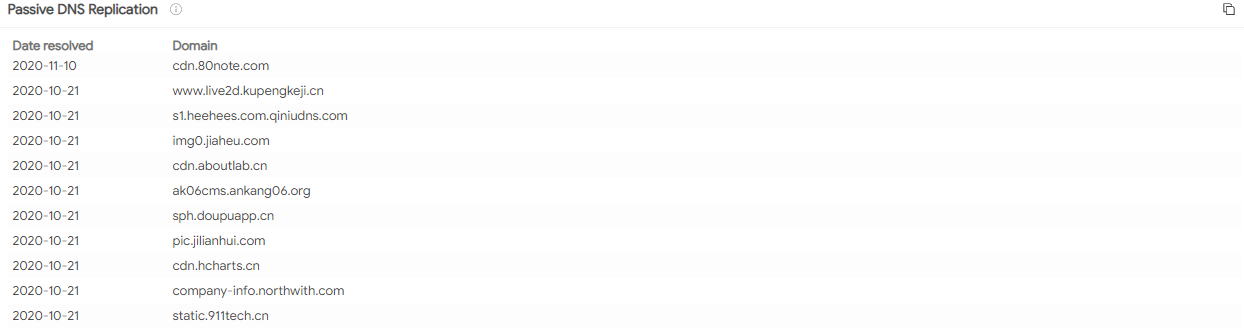 Passive DNS Replication
Date resolved Domain
2020-11-10 cdn.80note.com
2020-10-21 www.live2d.kupengkeji.cn
2020-10-21 s1.heehees.com.qiniudns.com
2020-10-21 img0.jiaheu.com
2020-10-21 cdn.aboutlab.cn
2020-10-21 ak06cms.ankang06.org
2020-10-21 sph.doupuapp.cn
2020-10-21 pic.jilianhui.com
2020-10-21 cdn.hcharts.cn
2020-10-21 company-info.northwith.com
2020-10-21 static.911tech.cn